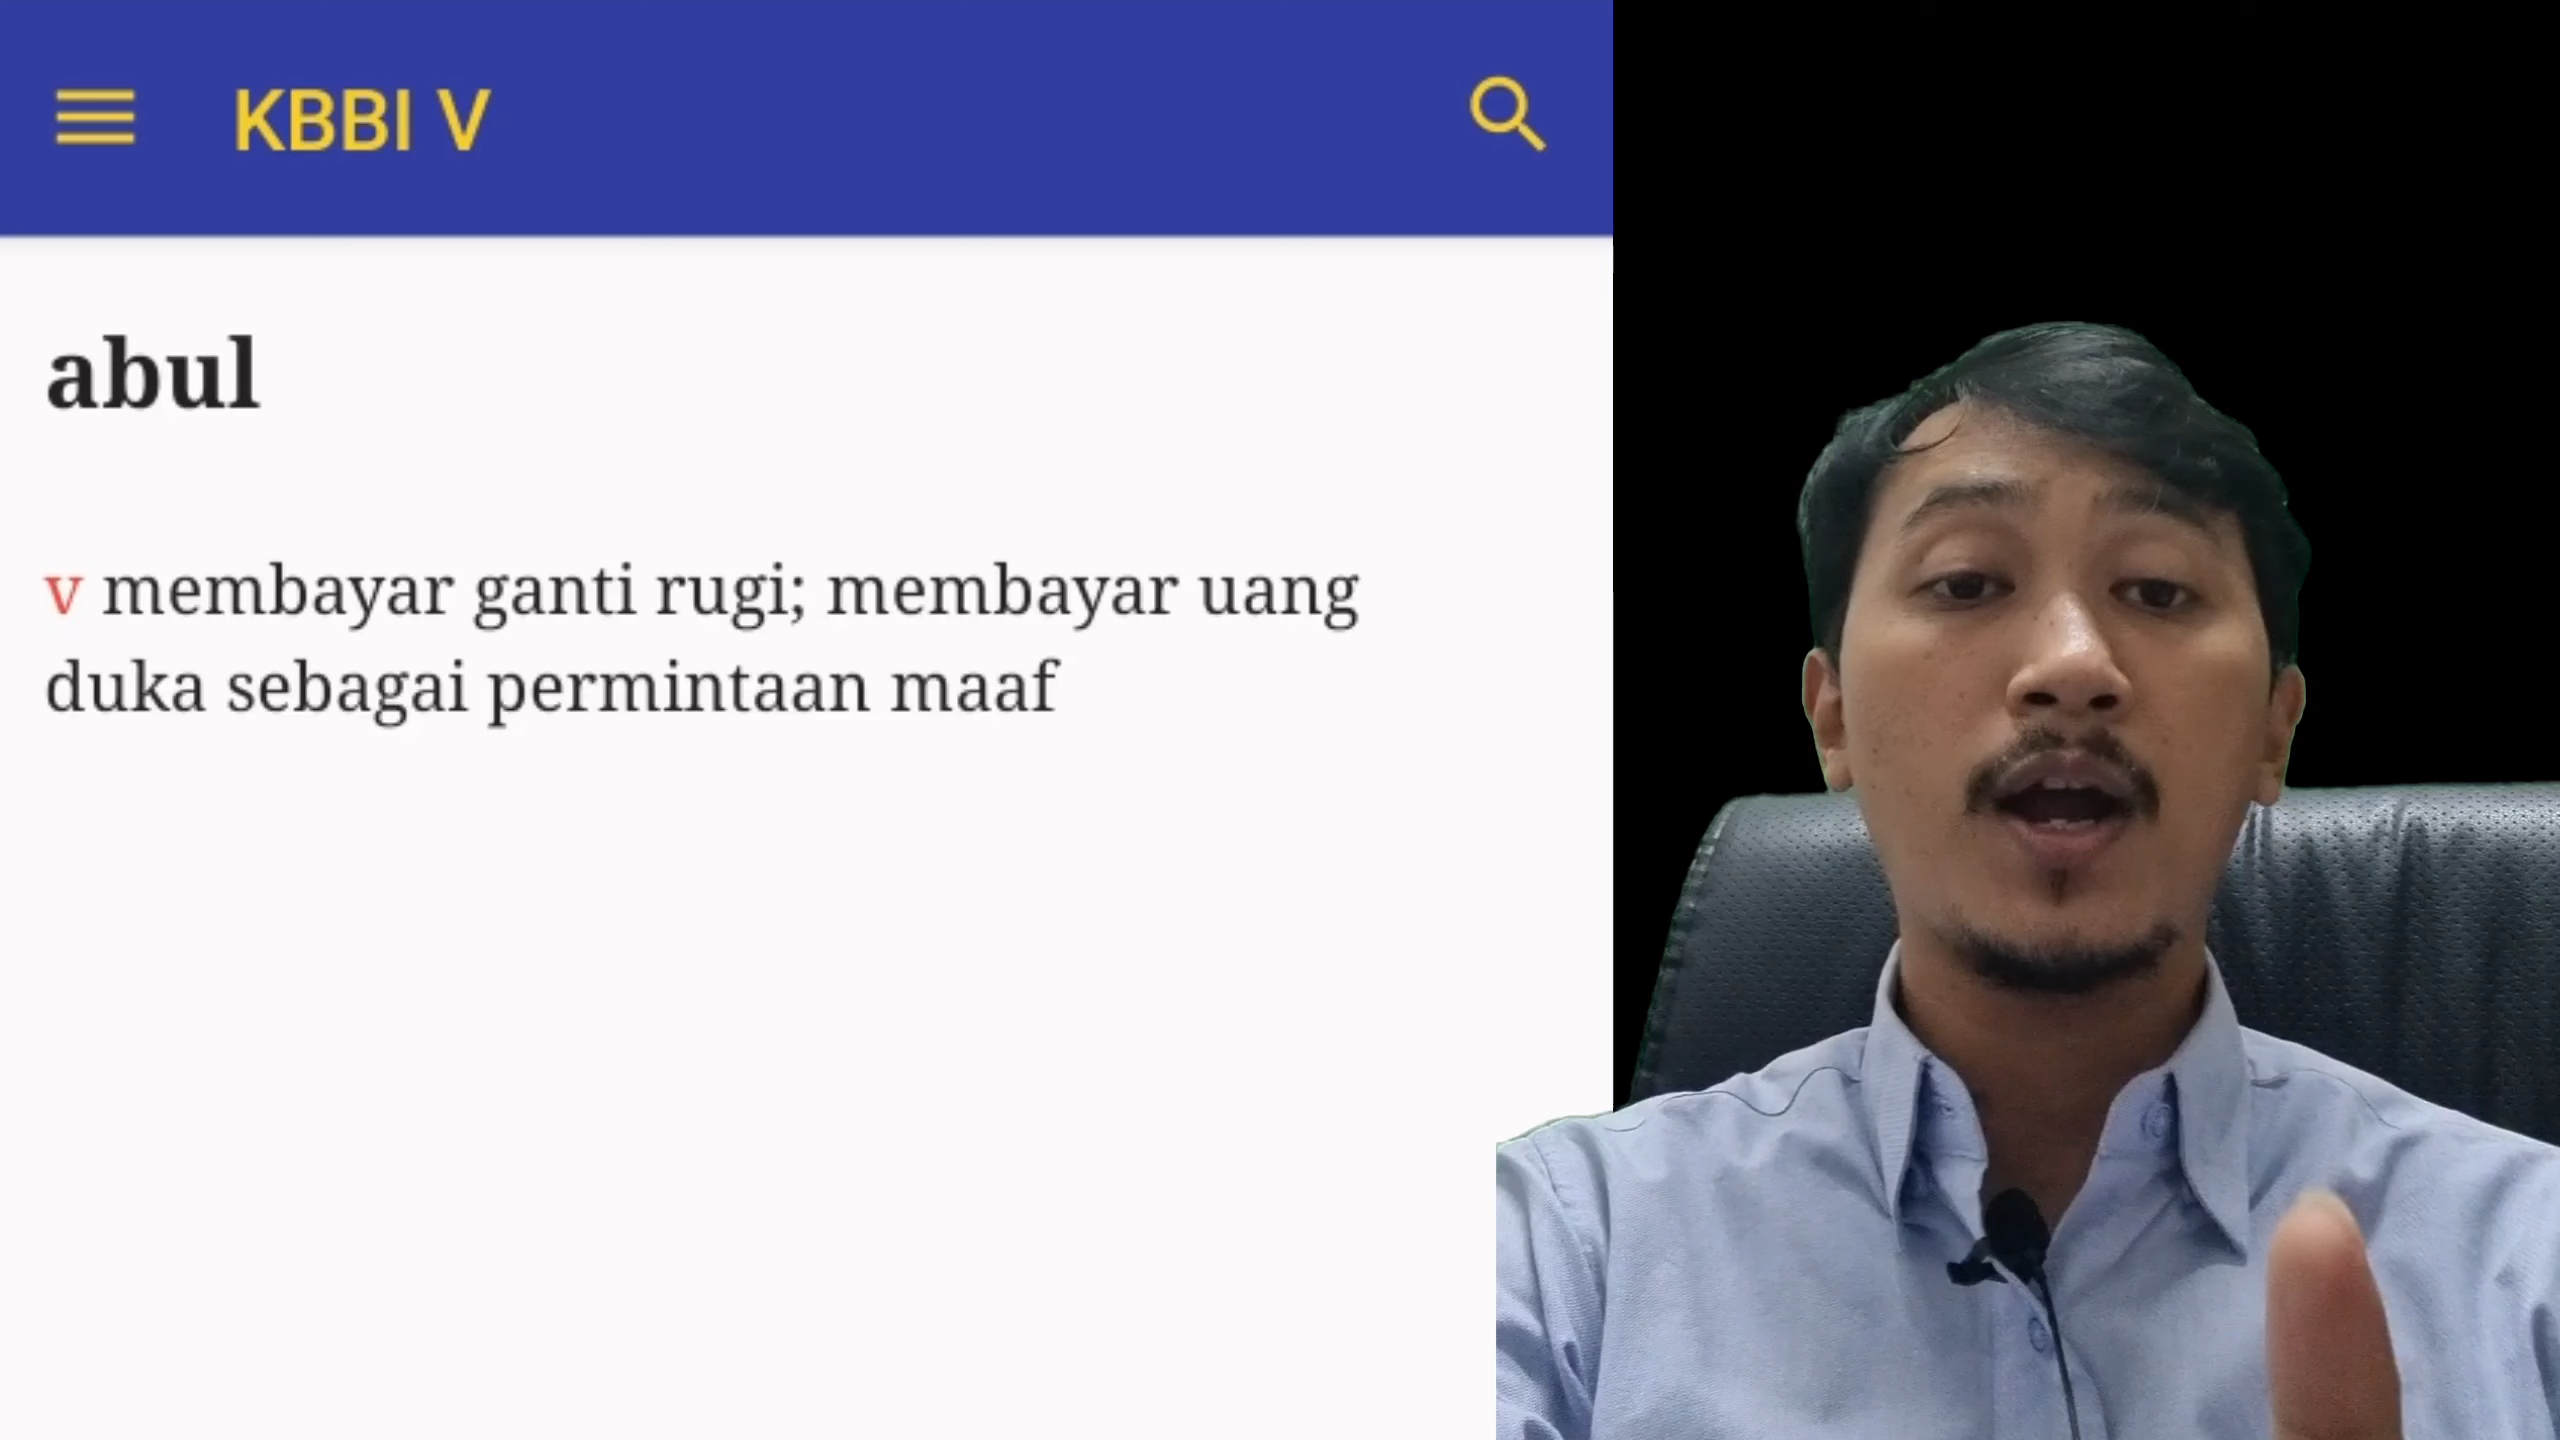 KBBI V
abul
v membayar ganti rugi; membayar uang
duka sebagai permintaan maaf